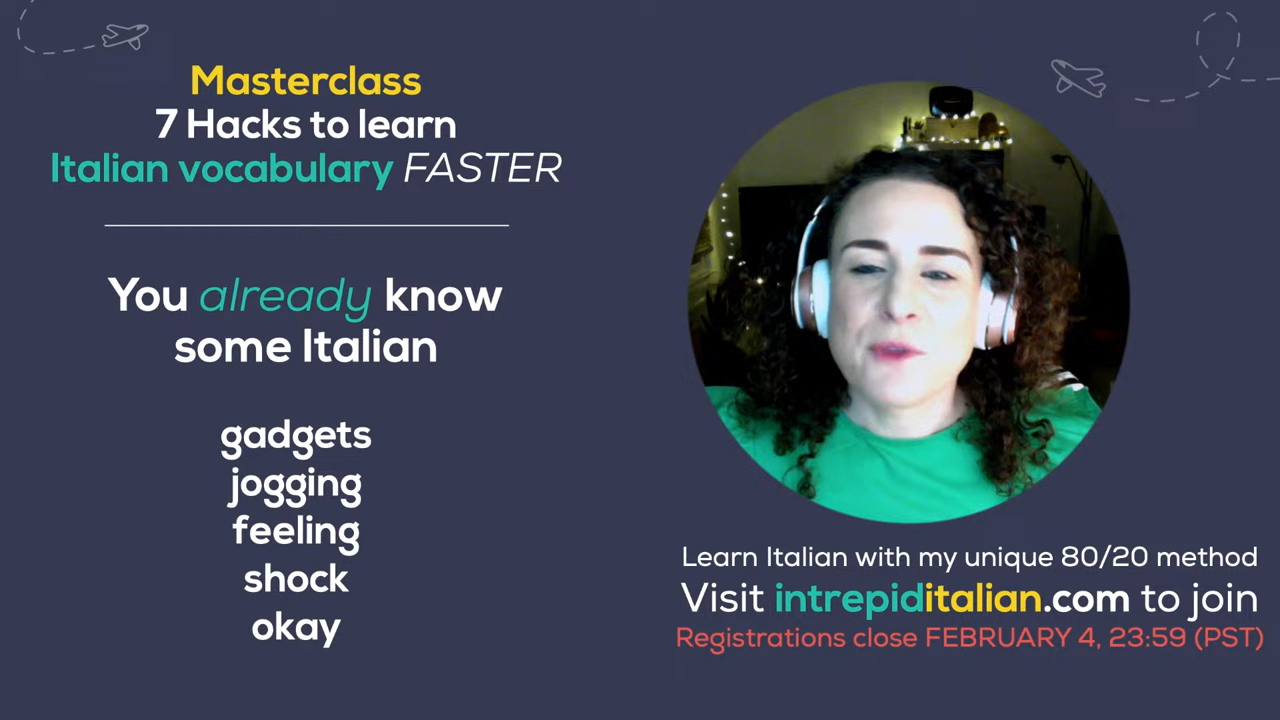 Masterclass
7 Hacks to learn
Italian vocabulary FASTER
You already know
some Italian
gadgets
jogging
feeling
shock
okay
Learn Italian with my unique 80/20 method
Visit intrepiditalian.com to join
Registrations close FEBRUARY 4, 23:59 (PST)